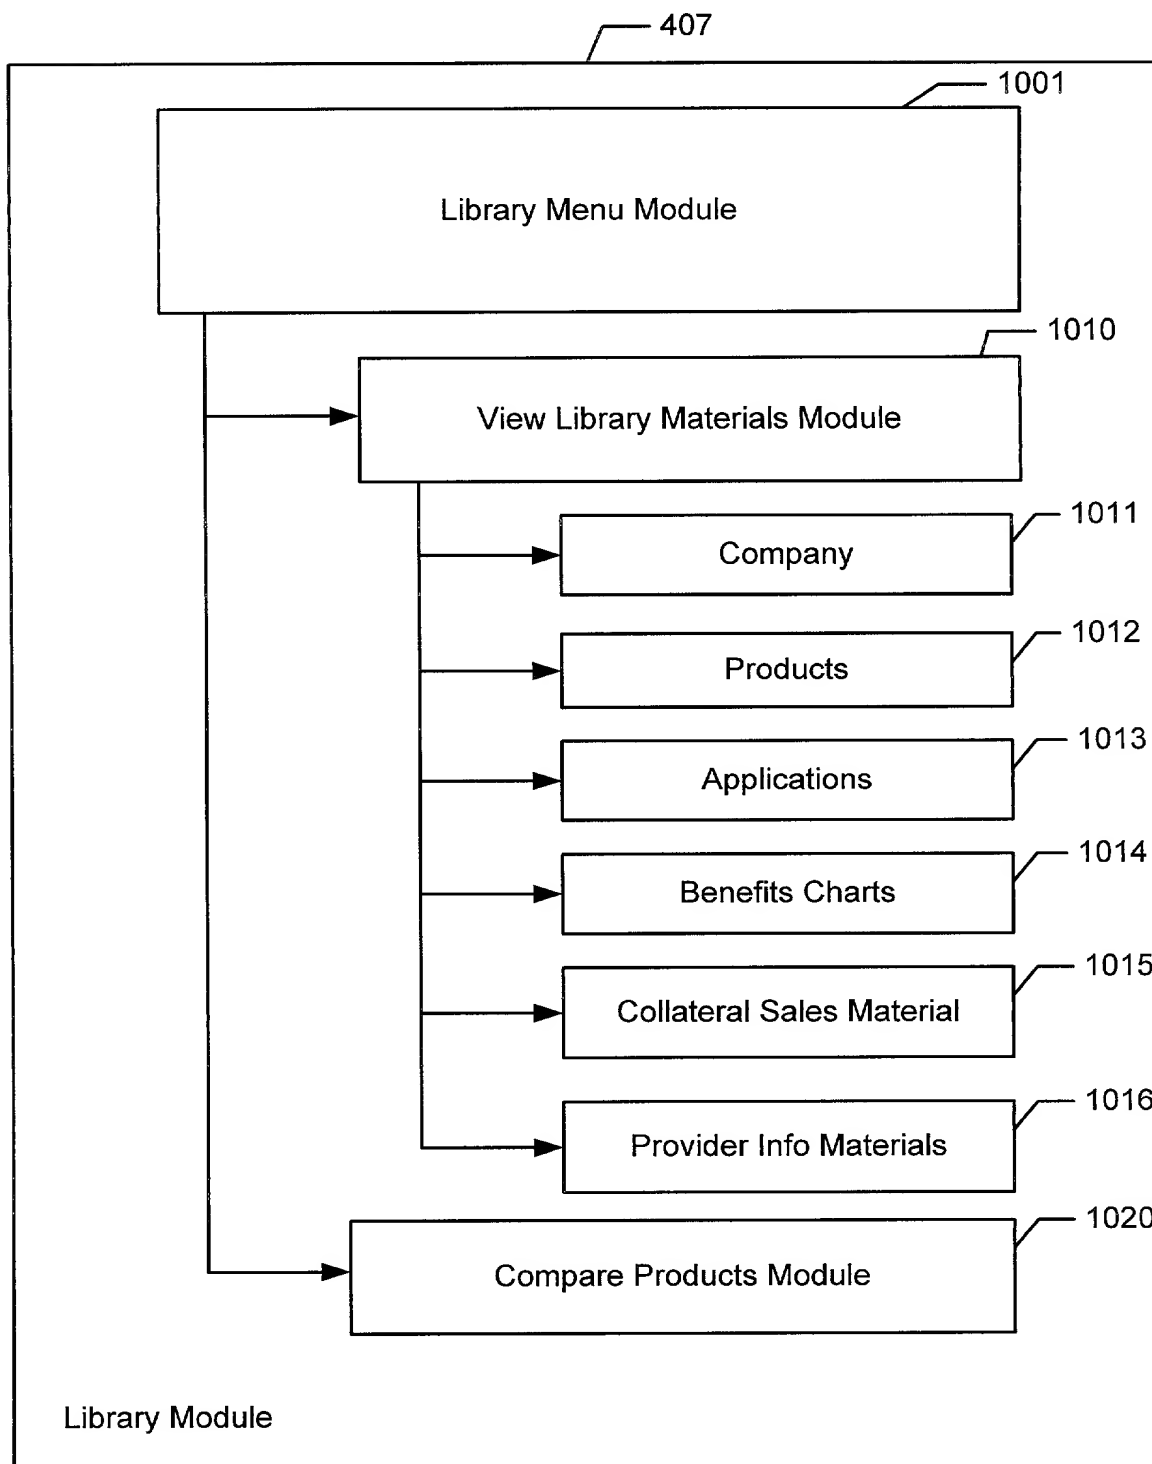 407
1001
Library Menu Module
1010
View Library Materials Module
1011
Company
1012
Products
1013
Applications
1014
Benefits Charts
1015
Collateral Sales Material
1016
Provider Info Materials
1020
Compare Products Module
Library Module